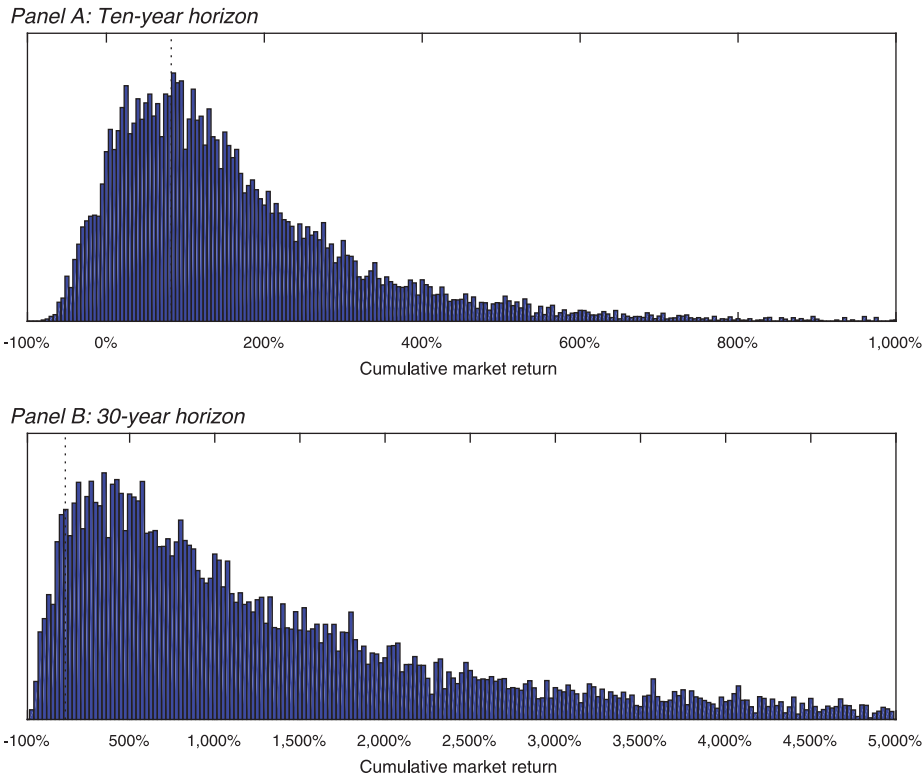 Panel A: Ten-year horizon
-100% 0% 200% 400% 600% 800% 1,000%
Cumulative market return
Panel B: 30-year horizon
-100% 500% 1,000% 1,500% 2,000% 2,500% 3,000% 3,500% 4,000% 4,500% 5,000%
Cumulative market return